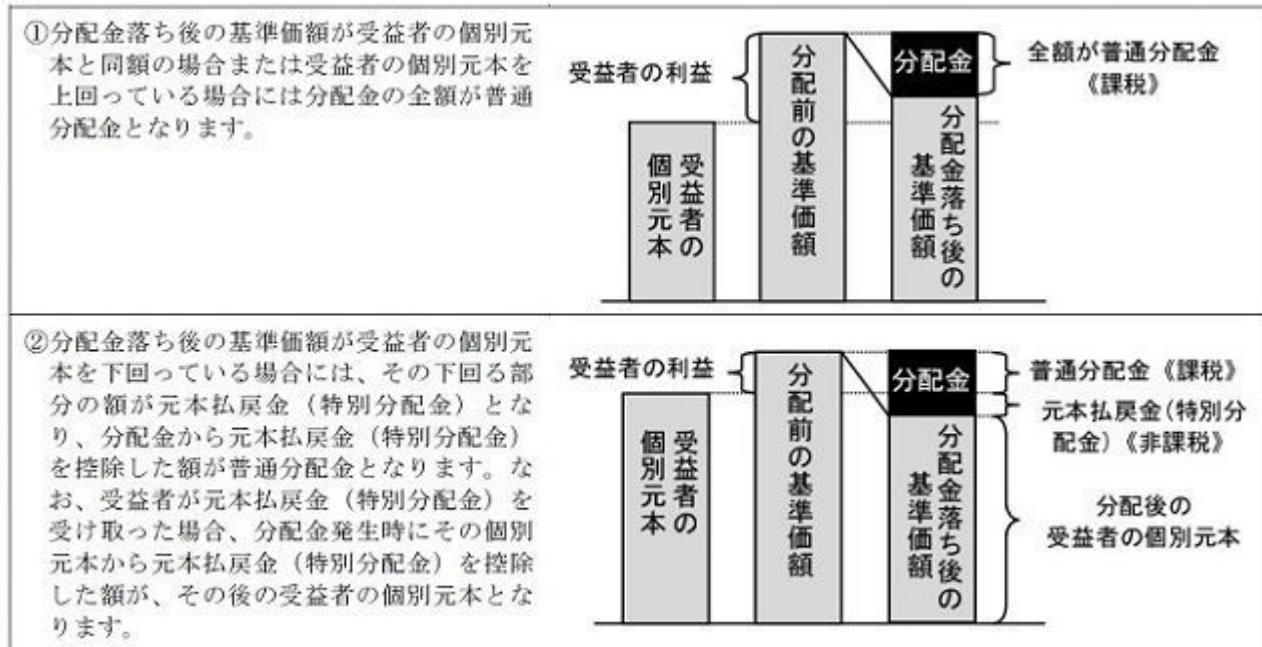 ①分配金落ち後の基準価額が受益者の個別元
本と同額の場合または受益者の個別元本を
上回っている場合には分配金の全額が普通
分配金となります。
受益者の利益
受益者の
個別元本
分配前の基準価額
分配金
分配金落ち後の
基準価額
全額が普通分配金
《課税》
②分配金落ち後の基準価額が受益者の個別元
本を下回っている場合には、その下回る部
分の額が元本払戻金（特別分配金）とな
り、分配金から元本払戻金（特別分配金）
を控除した額が普通分配金となります。な
お、受益者が元本払戻金（特別分配金）を
受け取った場合、分配金発生時にその個別
元本から元本払戻金（特別分配金）を控除
した額が、その後の受益者の個別元本とな
ります。
受益者の利益
受益者の
個別元本
分配前の基準価額
分配金
分配金落ち後の
基準価額
普通分配金《課税》
元本払戻金（特別分
配金）《非課税》
分配後の
受益者の個別元本